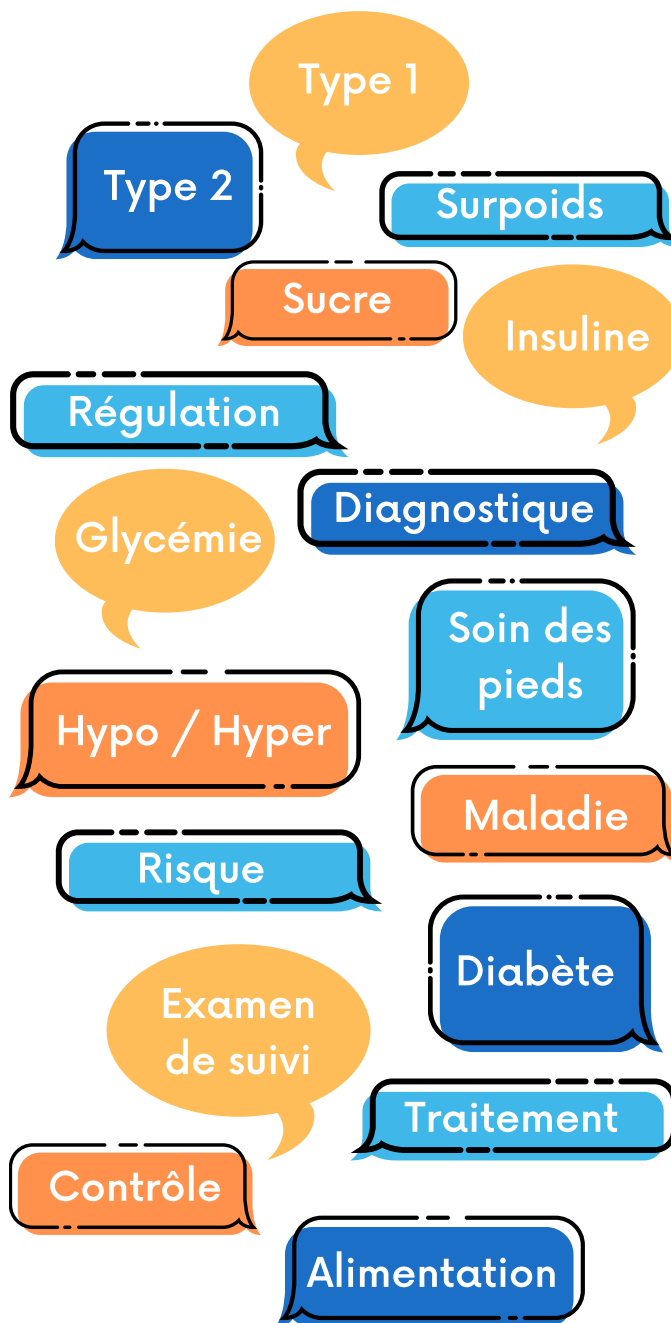 Type 1
Type 2
Surpoids
Sucre
Insuline
Régulation
Diagnostique
Glycémie
Soin des
pieds
Hypo / Hyper
Maladie
Risque
Diabète
Examen
de suivi
Traitement
Contrôle
Alimentation